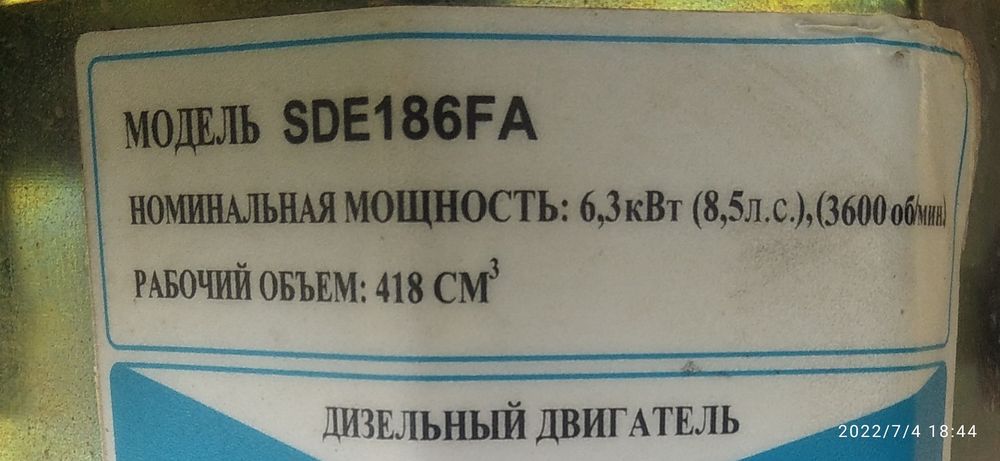 МОДЕЛЬ SDE186FA
НОМИНАЛЬНАЯ МОЩНОСТЬ: 6,3кВт (8,5л.с.),(3600 об/мин)
РАБОЧИЙ ОБЪЕМ: 418 СМ³
ДИЗЕЛЬНЫЙ ДВИГАТЕЛЬ
2022/7/4 18:44